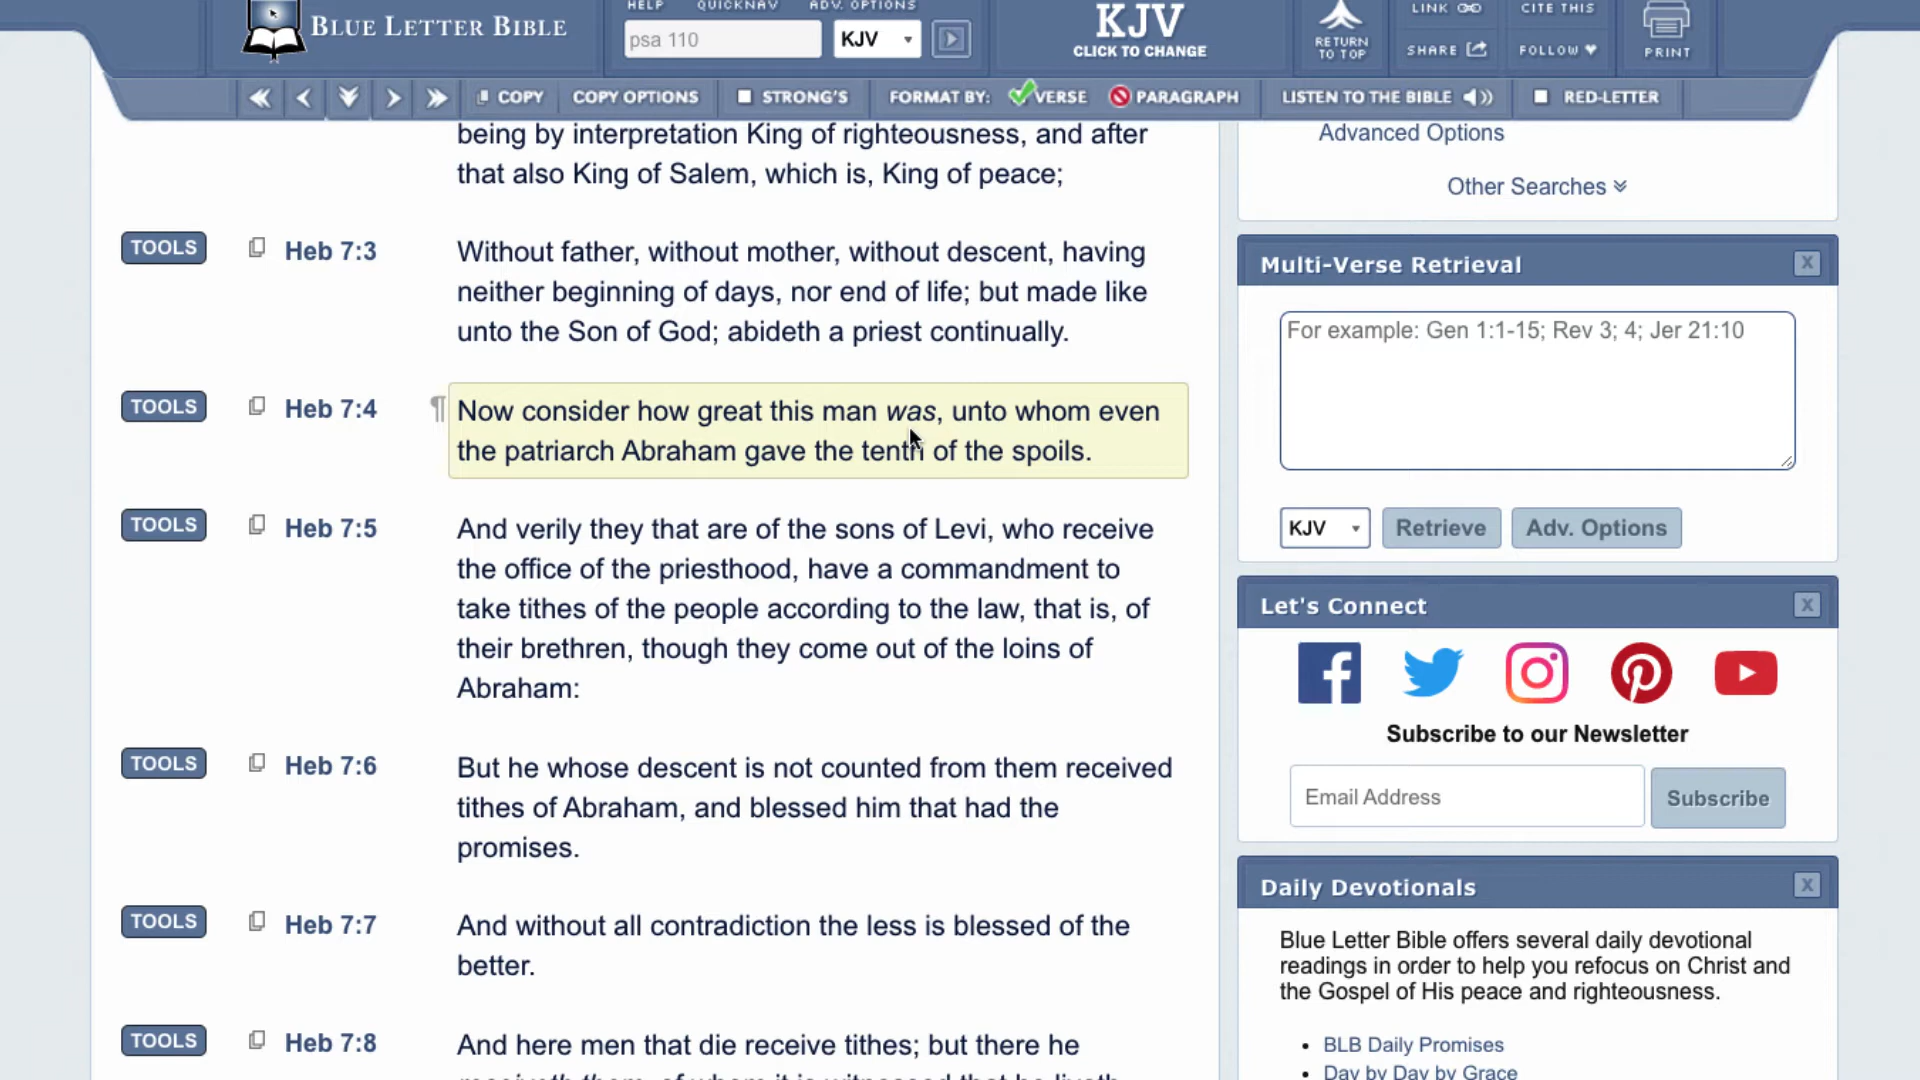 HELP QUICKNAV ADV. OPTIONS
BLUE LETTER BIBLE
psa 110
KJV
KJV
CLICK TO CHANGE
RETURN
TO TOP
LINK
SHARE
CITE THIS
FOLLOW
PRINT
COPY COPY OPTIONS STRONG'S FORMAT BY: VERSE PARAGRAPH LISTEN TO THE BIBLE RED-LETTER
being by interpretation King of righteousness, and after
that also King of Salem, which is, King of peace;
TOOLS Heb 7:3 Without father, without mother, without descent, having
neither beginning of days, nor end of life; but made like
unto the Son of God; abideth a priest continually.
TOOLS Heb 7:4 ¶ Now consider how great this man was, unto whom even
the patriarch Abraham gave the tenth of the spoils.
TOOLS Heb 7:5 And verily they that are of the sons of Levi, who receive
the office of the priesthood, have a commandment to
take tithes of the people according to the law, that is, of
their brethren, though they come out of the loins of
Abraham:
TOOLS Heb 7:6 But he whose descent is not counted from them received
tithes of Abraham, and blessed him that had the
promises.
TOOLS Heb 7:7 And without all contradiction the less is blessed of the
better.
TOOLS Heb 7:8 And here men that die receive tithes; but there he
receiveth them, of whom it is witnessed that he liveth
Advanced Options
Other Searches
Multi-Verse Retrieval X
For example: Gen 1:1-15; Rev 3; 4; Jer 21:10
KJV Retrieve Adv. Options
Let's Connect X
Subscribe to our Newsletter
Email Address Subscribe
Daily Devotionals X
Blue Letter Bible offers several daily devotional
readings in order to help you refocus on Christ and
the Gospel of His peace and righteousness.
• BLB Daily Promises
• Day by Day by Grace